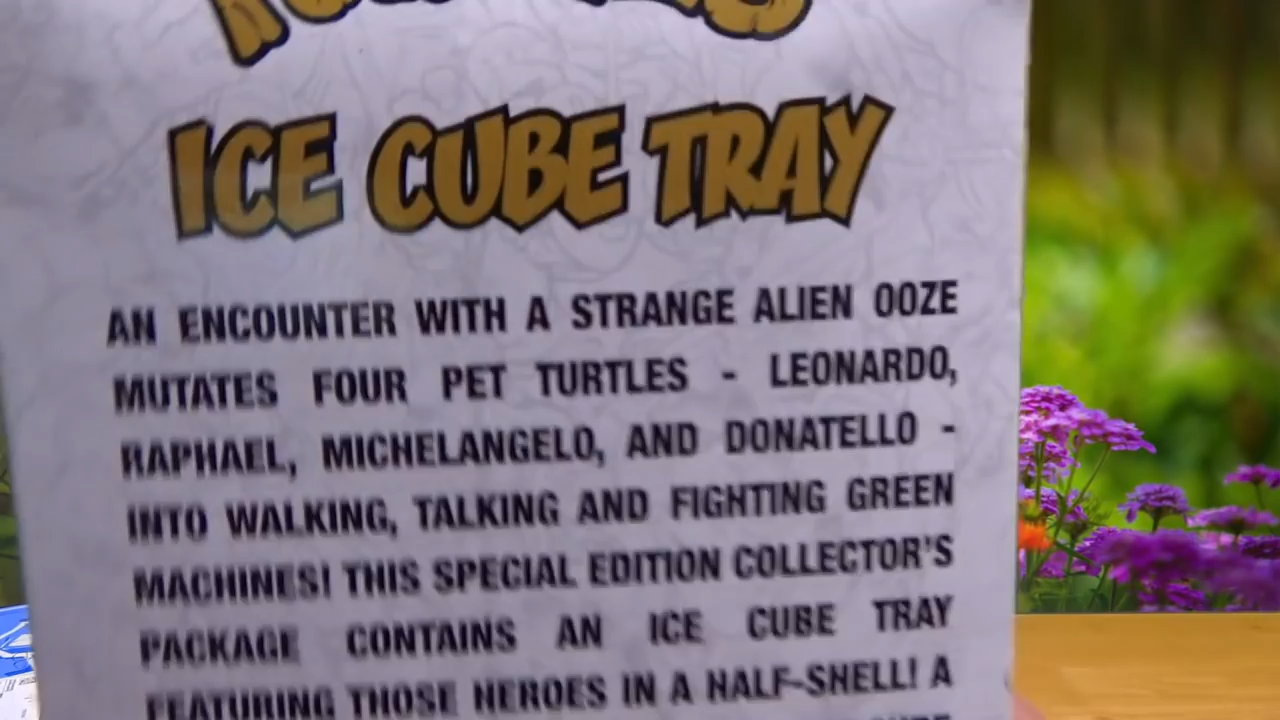 ICE CUBE TRAY
AN ENCOUNTER WITH A STRANGE ALIEN OOZE
MUTATES FOUR PET TURTLES - LEONARDO,
RAPHAEL, MICHELANGELO, AND DONATELLO -
INTO WALKING, TALKING AND FIGHTING GREEN
MACHINES! THIS SPECIAL EDITION COLLECTOR'S
PACKAGE CONTAINS AN ICE CUBE TRAY
FEATURING THOSE HEROES IN A HALF-SHELL! A